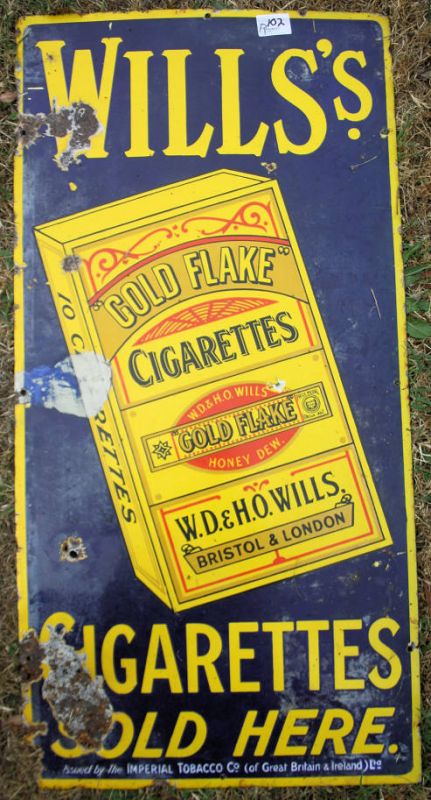 102
WILLS'S
"GOLD FLAKE"
CIGARETTES
10 CIGARETTES
W.D.&H.O.WILLS'
"GOLD FLAKE"
HONEY DEW.
W.D.&H.O.WILLS.
BRISTOL & LONDON
CIGARETTES
SOLD HERE.
Issued by the IMPERIAL TOBACCO Co (of Great Britain & Ireland) Ltd